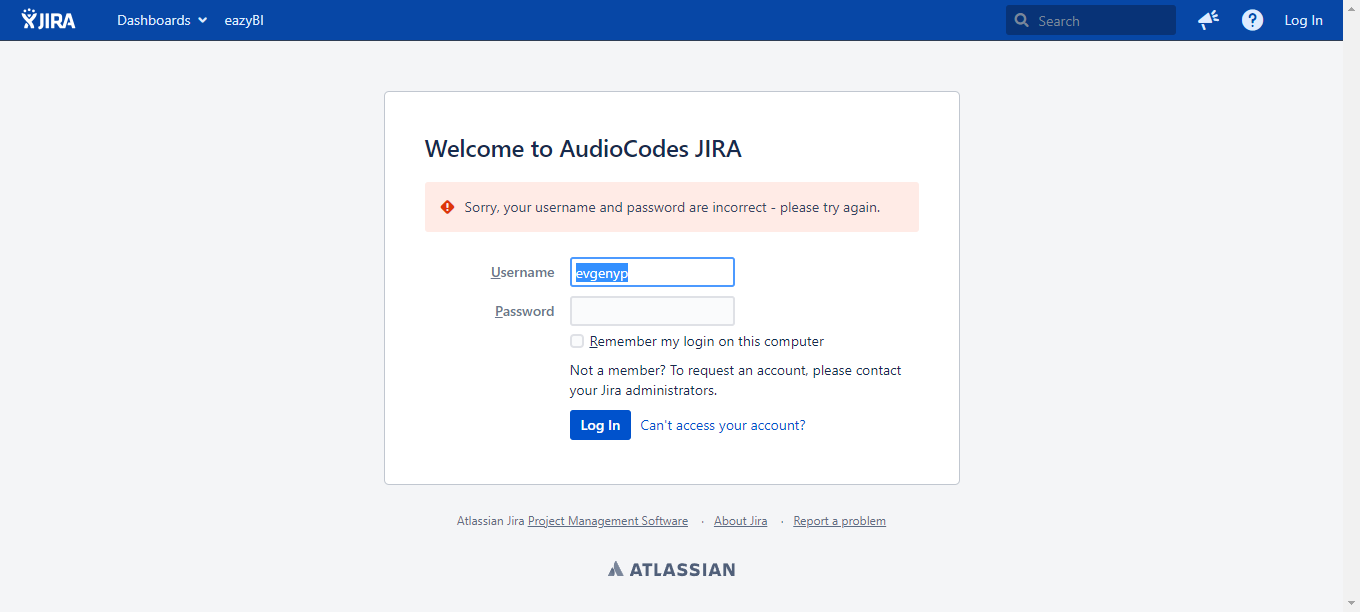 JIRA Dashboards eazyBI Search ? Log In
Welcome to AudioCodes JIRA
Sorry, your username and password are incorrect - please try again.
Username evgenyp
Password
Remember my login on this computer
Not a member? To request an account, please contact
your Jira administrators.
Log In Can't access your account?
Atlassian Jira Project Management Software · About Jira · Report a problem
ATLASSIAN